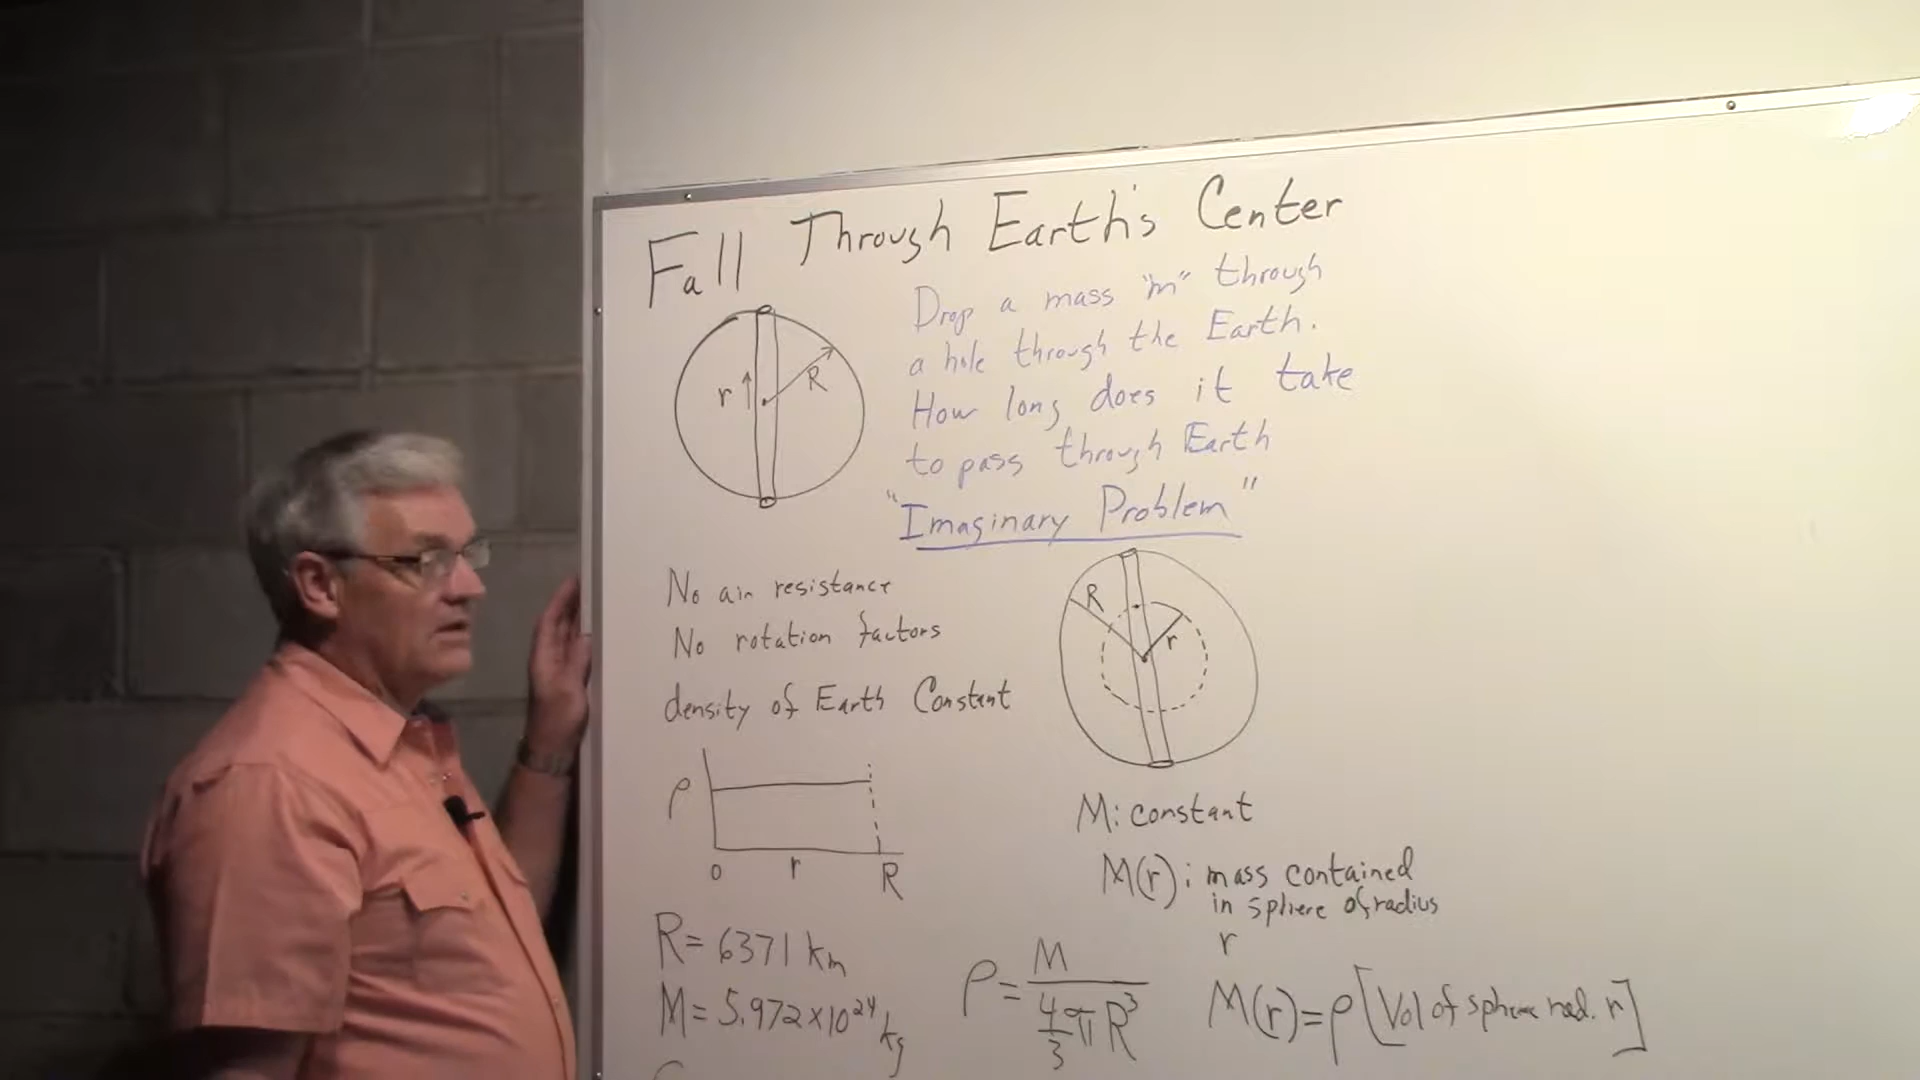 Fall Through Earth's Center
Drop a mass "m" through
a hole through the Earth.
How long does it take
to pass through Earth
"Imaginary Problem"
r
R
No air resistance
No rotation factors
density of Earth Constant
R
r
ρ
0 r R
M: constant
M(r): mass contained
in sphere of radius
r
R = 6371 km
M = 5.972×10²⁴ kg
ρ = M / (4/3 π R³)
M(r) = ρ [Vol of sphere rad. r]